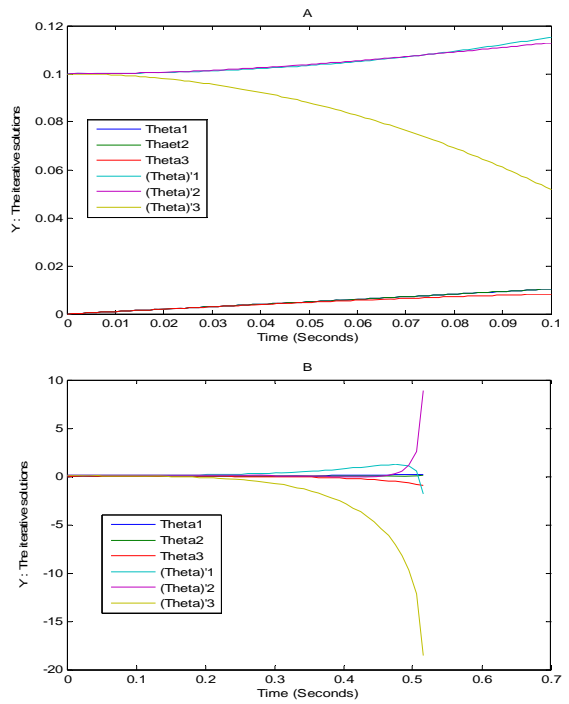 A
0.12
0.1
0.08
0.06
0.04
0.02
0
Y : The iterative solutions
Theta1
Thaet2
Theta3
(Theta)'1
(Theta)'2
(Theta)'3
0 0.01 0.02 0.03 0.04 0.05 0.06 0.07 0.08 0.09 0.1
Time (Seconds)
B
10
5
0
-5
-10
-15
-20
Y : The iterative solutions
Theta1
Theta2
Theta3
(Theta)'1
(Theta)'2
(Theta)'3
0 0.1 0.2 0.3 0.4 0.5 0.6 0.7
Time (Seconds)